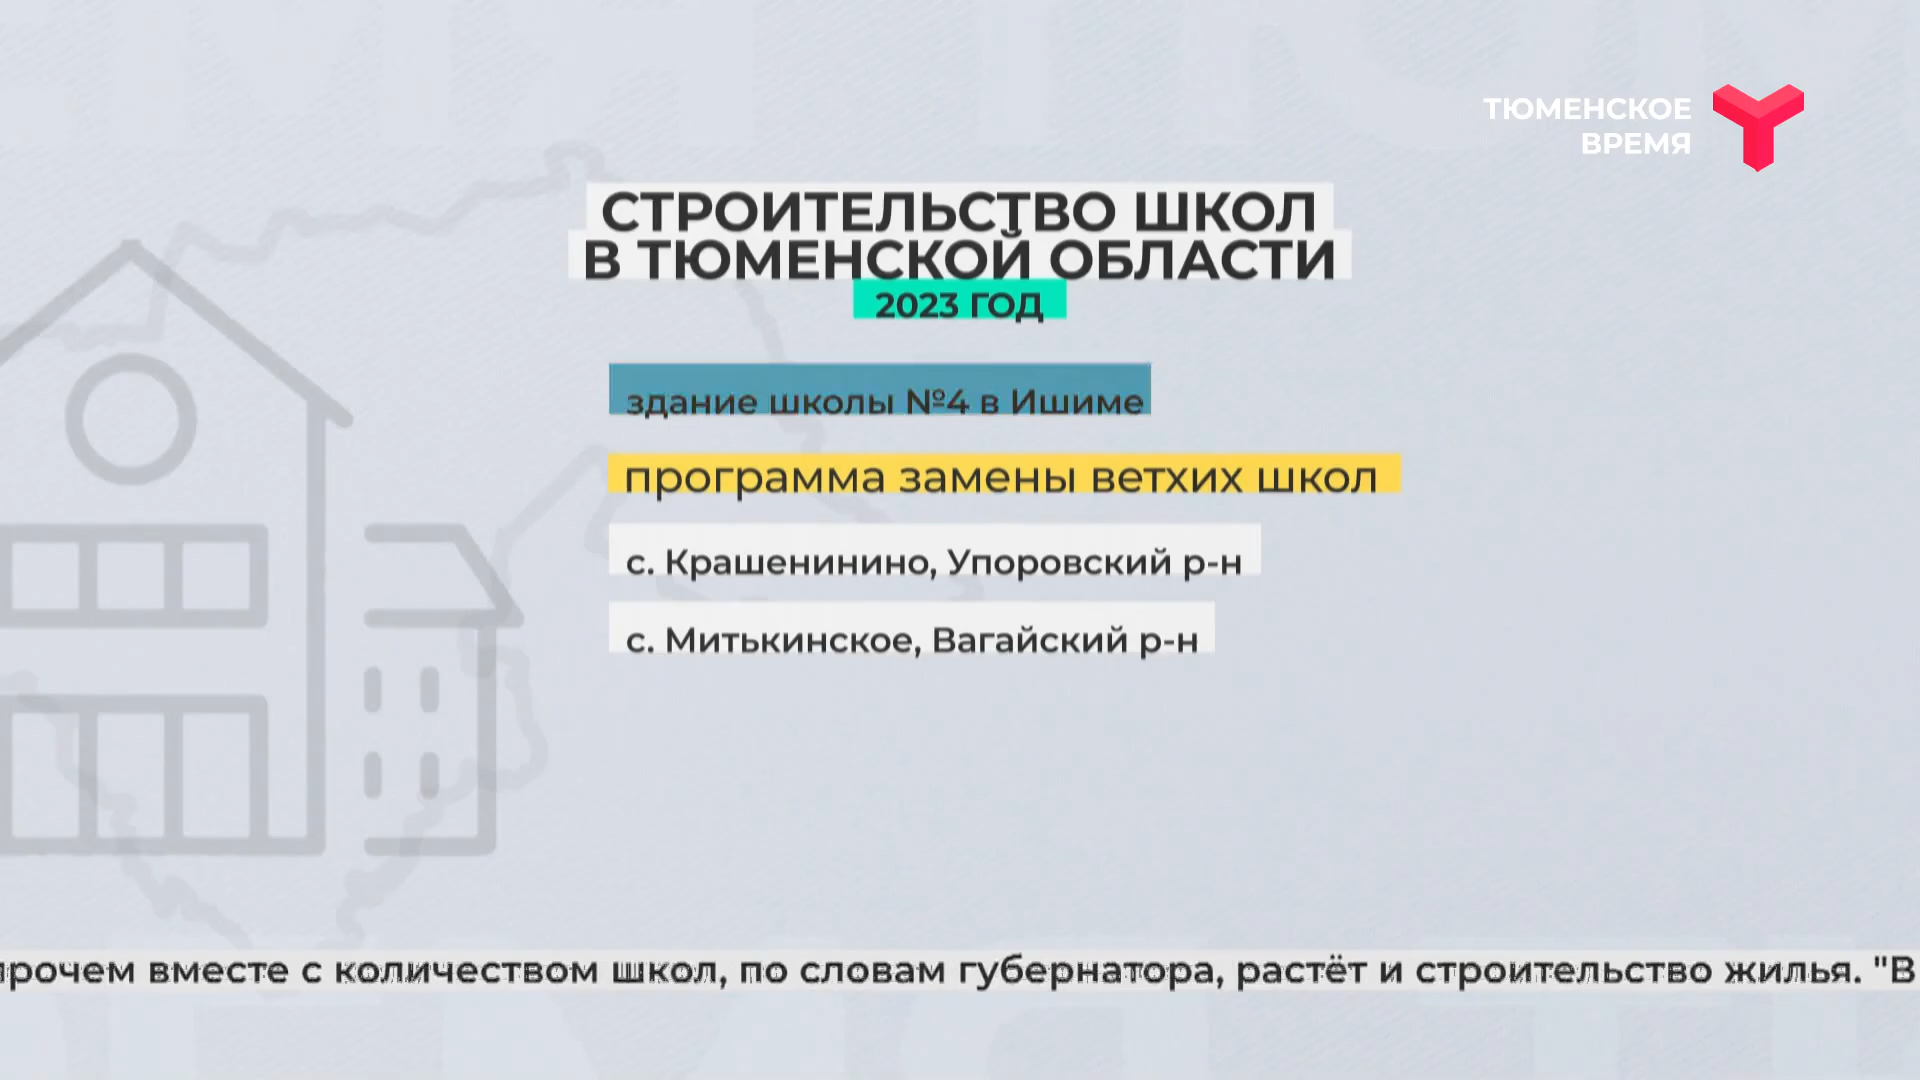 ТЮМЕНСКОЕ
ВРЕМЯ
СТРОИТЕЛЬСТВО ШКОЛ
В ТЮМЕНСКОЙ ОБЛАСТИ
2023 ГОД
здание школы №4 в Ишиме
программа замены ветхих школ
с. Крашенинино, Упоровский р-н
с. Митькинское, Вагайский р-н
прочем вместе с количеством школ, по словам губернатора, растёт и строительство жилья. "В